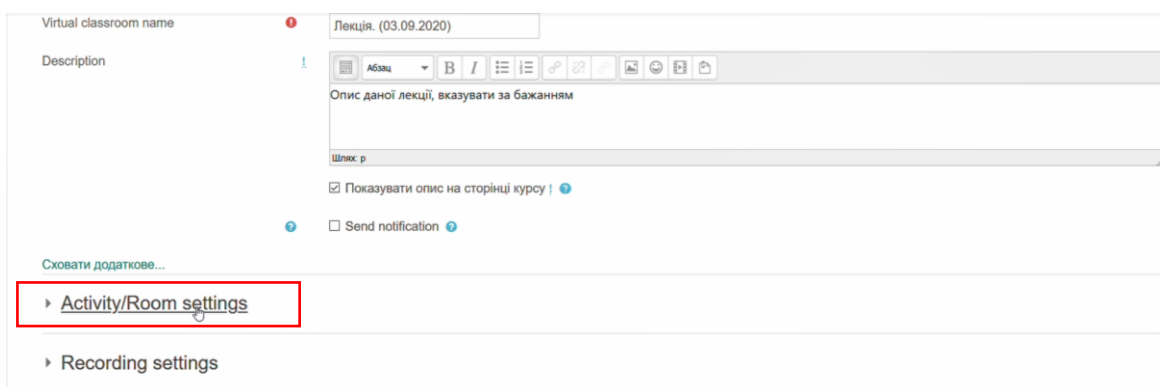 Virtual classroom name
Лекція. (03.09.2020)
Description
Абзац
Опис даної лекції, вказувати за бажанням
Шлях: p
Показувати опис на сторінці курсу
Send notification
Сховати додаткове...
Activity/Room settings
Recording settings